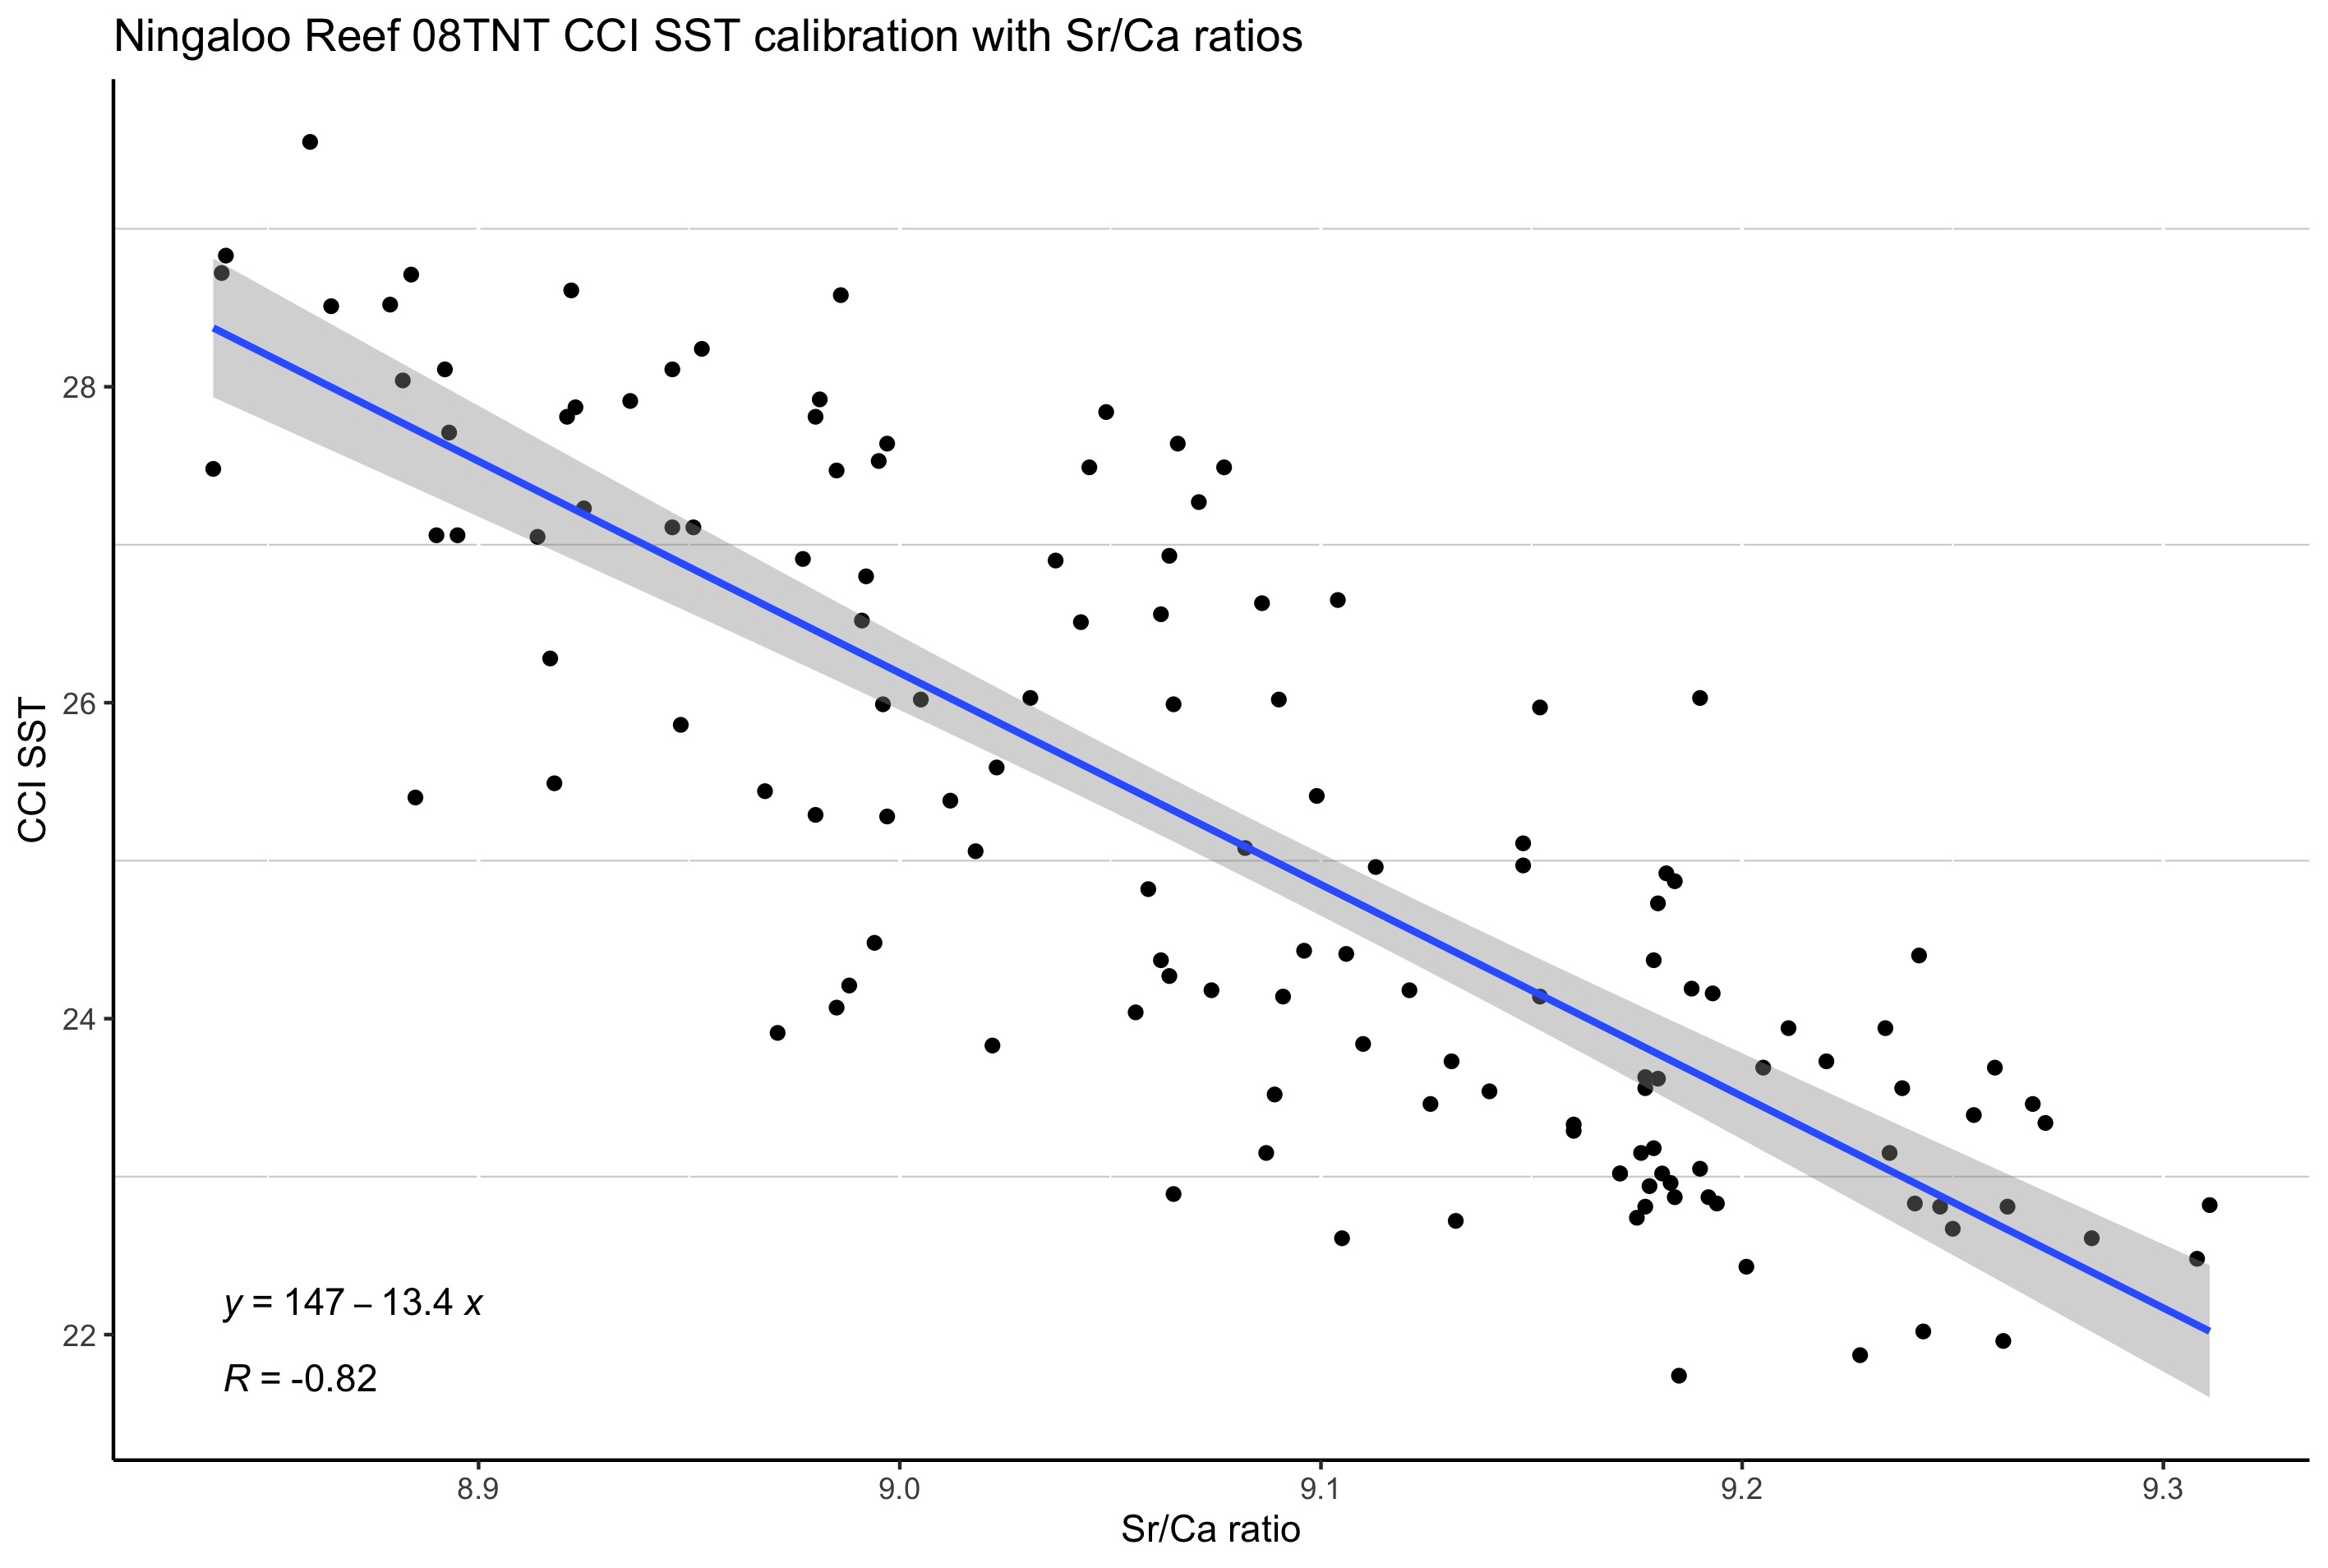 Ningaloo Reef 08TNT CCI SST calibration with Sr/Ca ratios
28
26
24
22
CCI SST
y = 147 – 13.4 x
R = -0.82
8.9 9.0 9.1 9.2 9.3
Sr/Ca ratio